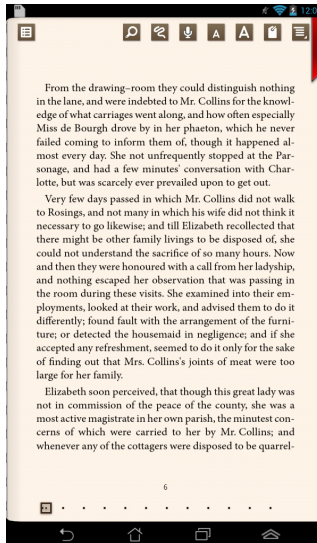 12:0
A
A
From the drawing-room they could distinguish nothing
in the lane, and were indebted to Mr. Collins for the knowl-
edge of what carriages went along, and how often especially
Miss de Bourgh drove by in her phaeton, which he never
failed coming to inform them of, though it happened al-
most every day. She not unfrequently stopped at the Par-
sonage, and had a few minutes' conversation with Char-
lotte, but was scarcely ever prevailed upon to get out.
Very few days passed in which Mr. Collins did not walk
to Rosings, and not many in which his wife did not think it
necessary to go likewise; and till Elizabeth recollected that
there might be other family livings to be disposed of, she
could not understand the sacrifice of so many hours. Now
and then they were honoured with a call from her ladyship,
and nothing escaped her observation that was passing in
the room during these visits. She examined into their em-
ployments, looked at their work, and advised them to do it
differently; found fault with the arrangement of the furni-
ture; or detected the housemaid in negligence; and if she
accepted any refreshment, seemed to do it only for the sake
of finding out that Mrs. Collins's joints of meat were too
large for her family.
Elizabeth soon perceived, that though this great lady was
not in commission of the peace of the county, she was a
most active magistrate in her own parish, the minutest con-
cerns of which were carried to her by Mr. Collins; and
whenever any of the cottagers were disposed to be quarrel-
6